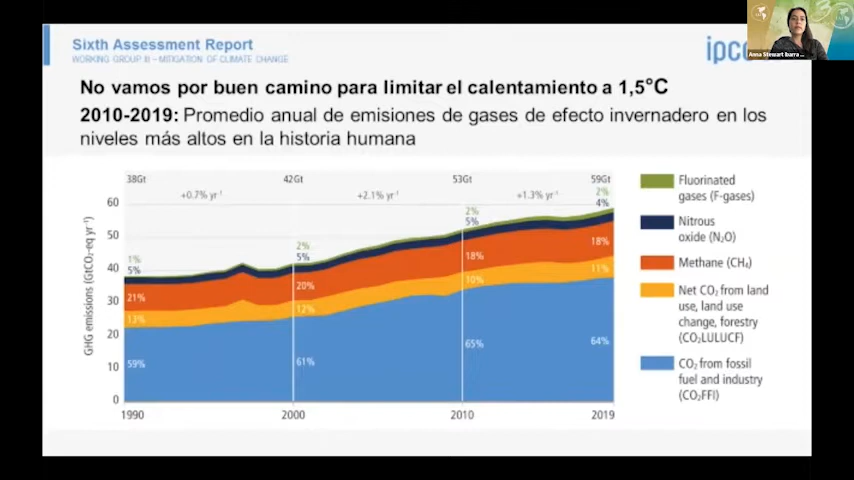 Sixth Assessment Report
WORKING GROUP III – MITIGATION OF CLIMATE CHANGE
ipcc
Anna Stewart Ibarra ...
No vamos por buen camino para limitar el calentamiento a 1,5°C
2010-2019: Promedio anual de emisiones de gases de efecto invernadero en los
niveles más altos en la historia humana
38Gt 42Gt 53Gt 59Gt
+0.7% yr⁻¹ +2.1% yr⁻¹ +1.3% yr⁻¹
GHG emissions (GtCO₂-eq yr⁻¹)
60
50
40
30
20
10
0
1%
5%
21%
13%
59%
2%
5%
20%
12%
61%
2%
5%
18%
10%
65%
2%
4%
18%
11%
64%
1990 2000 2010 2019
Fluorinated
gases (F-gases)
Nitrous
oxide (N₂O)
Methane (CH₄)
Net CO₂ from land
use, land use
change, forestry
(CO₂LULUCF)
CO₂ from fossil
fuel and industry
(CO₂FFI)